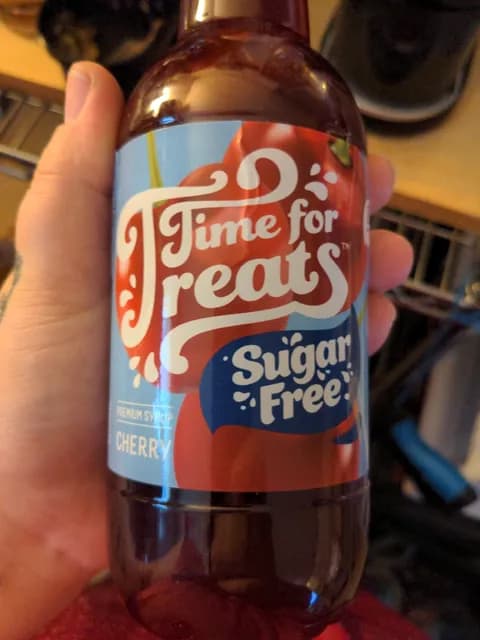 Time for
Treats™
Sugar
Free
PREMIUM SYRUP
CHERRY